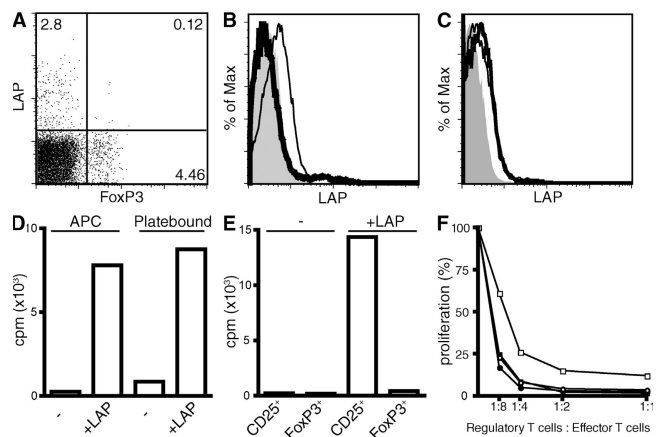 A
2.8
0.12
4.46
LAP
FoxP3
B
% of Max
LAP
C
% of Max
LAP
D
APC
Platebound
10
5
0
cpm (x10³)
-
+LAP
-
+LAP
E
-
+LAP
15
10
5
0
cpm (x10³)
CD25⁺
FoxP3⁺
CD25⁺
FoxP3⁺
F
100
75
50
25
0
proliferation (%)
1:8
1:4
1:2
1:1
Regulatory T cells : Effector T cells